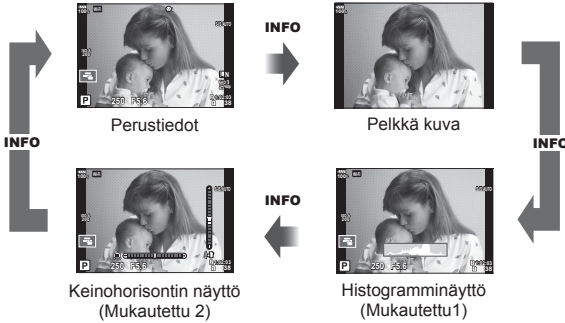 INFO
Perustiedot
Pelkkä kuva
INFO
INFO
INFO
Keinohorisontin näyttö
(Mukautettu 2)
Histogramminäyttö
(Mukautettu1)
P 250 F5.6 38
250 F5.6 38
P 250 F5.6 38